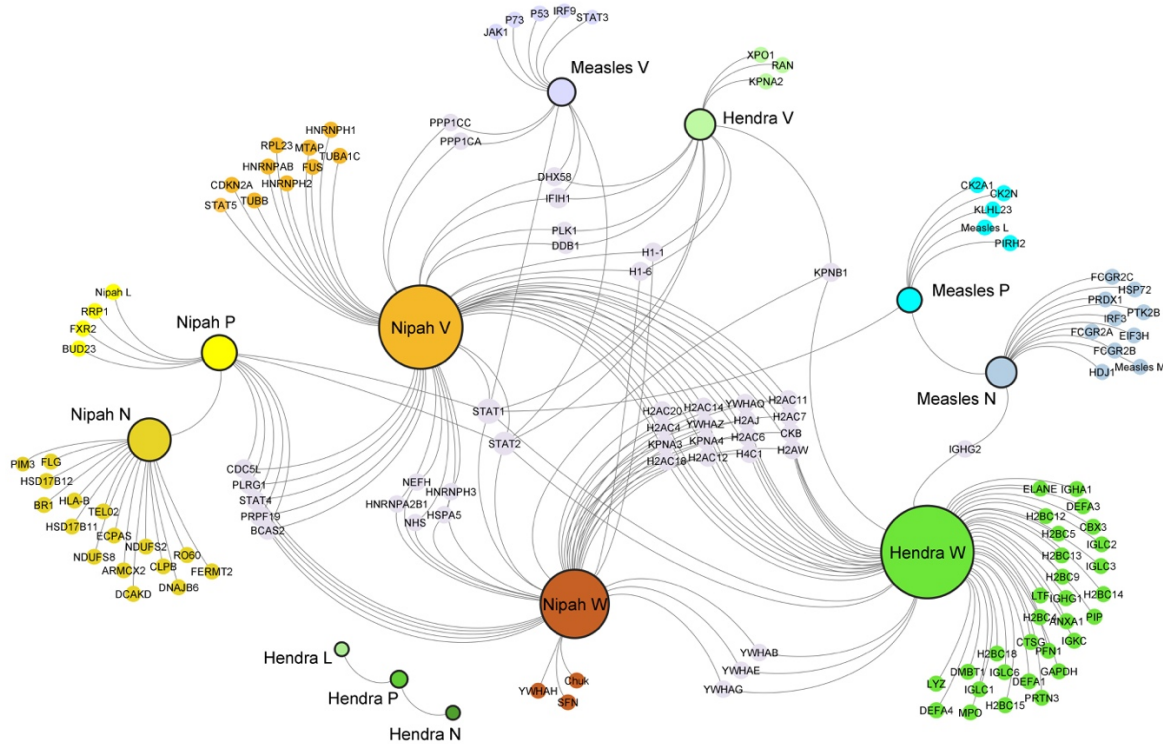 IRF9
P53
P73
STAT3
JAK1
XPO1
Measles V
RAN
KPNA2
Hendra V
PPP1CC
HNRNPH1
PPP1CA
RPL23
MTAP
TUBA1C
HNRNPAB
FUS
DHX58
HNRNPH2
CDKN2A
CK2A1
CK2N
IFIH1
TUBB
STAT5
KLHL23
Measles L
PLK1
PIRH2
DDB1
H1-1
H1-6
KPNB1
FCGR2C
HSP72
PRDX1
PTK2B
Nipah L
Measles P
IRF3
RRP1
Nipah P
Nipah V
FCGR2A
EIF3H
FXR2
FCGR2B
BUD23
Measles M
HDJ1
Measles N
H2AC11
YWHAQ
H2AC14
H2AC20
STAT1
Nipah N
H2AC7
H2AJ
YWHAZ
H2AC4
CKB
H2AC6
KPNA4
KPNA3
STAT2
H2AW
H4C1
H2AC12
H2AC18
IGHG2
PIM3
FLG
CDC5L
NEFH
HSD17B12
PLRG1
HNRNPH3
ELANE
IGHA1
HLA-B
BR1
STAT4
HNRNPA2B1
DEFA3
TELO2
HSD17B11
PRPF19
HSPA5
H2BC12
CBX3
NHS
BCAS2
H2BC5
ECPAS
NDUFS2
IGLC2
Hendra W
RO60
H2BC13
NDUFS8
CLPB
IGLC3
ARMCX2
FERMT2
H2BC9
DNAJB6
DCAKD
LTF
IGHG1
H2BC14
Nipah W
H2BC4
PIP
ANXA1
IGKC
CTSG
PFN1
Hendra L
YWHAB
H2BC18
YWHAE
DMBT1
IGLC6
GAPDH
Chuk
DEFA1
LYZ
YWHAG
YWHAH
IGLC1
PRTN3
Hendra P
SFN
DEFA4
MPO
H2BC15
Hendra N